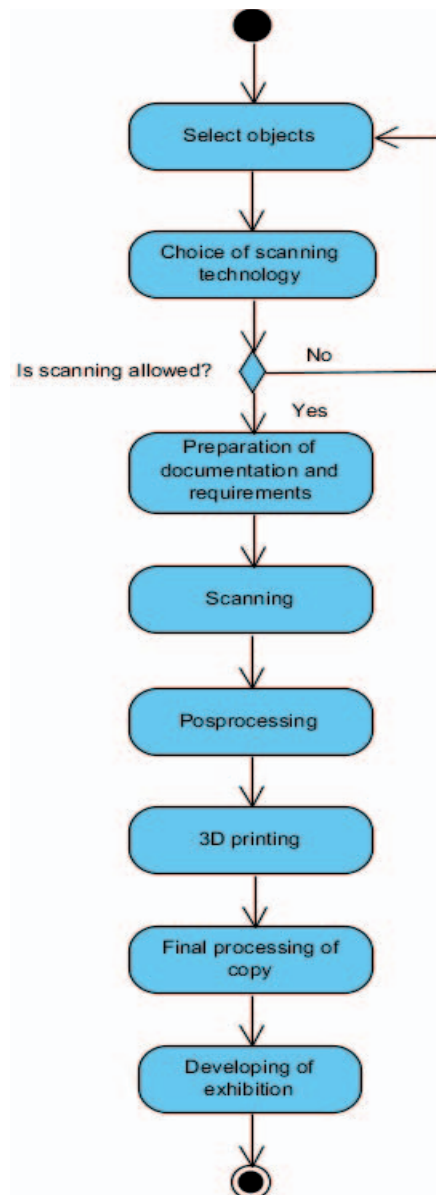 Select objects
Choice of scanning
technology
Is scanning allowed?
No
Yes
Preparation of
documentation and
requirements
Scanning
Posprocessing
3D printing
Final processing of
copy
Developing of
exhibition